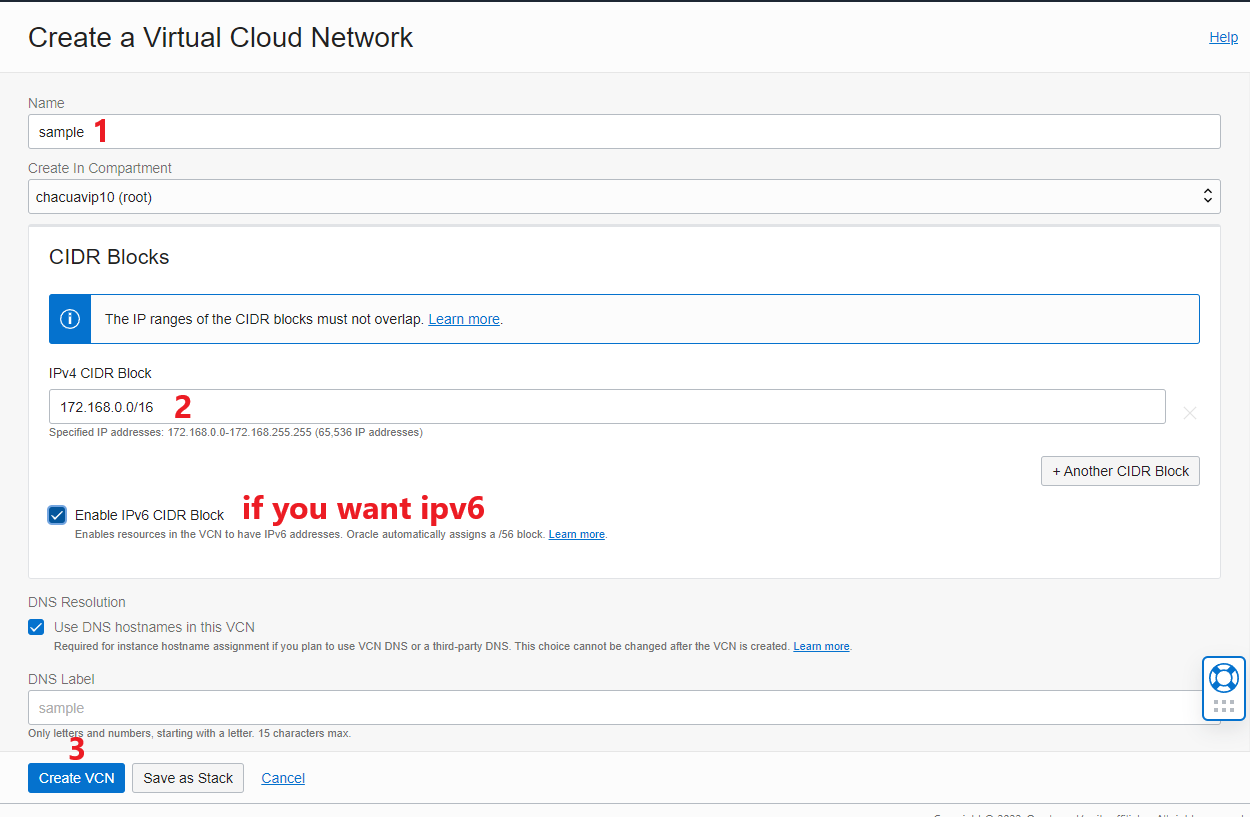 Create a Virtual Cloud Network
Help
Name
sample 1
Create In Compartment
chacuavip10 (root)
CIDR Blocks
The IP ranges of the CIDR blocks must not overlap. Learn more.
IPv4 CIDR Block
172.168.0.0/16 2
Specified IP addresses: 172.168.0.0-172.168.255.255 (65,536 IP addresses)
+ Another CIDR Block
Enable IPv6 CIDR Block if you want ipv6
Enables resources in the VCN to have IPv6 addresses. Oracle automatically assigns a /56 block. Learn more.
DNS Resolution
Use DNS hostnames in this VCN
Required for instance hostname assignment if you plan to use VCN DNS or a third-party DNS. This choice cannot be changed after the VCN is created. Learn more.
DNS Label
sample
Only letters and numbers, starting with a letter. 15 characters max.
3
Create VCN Save as Stack Cancel